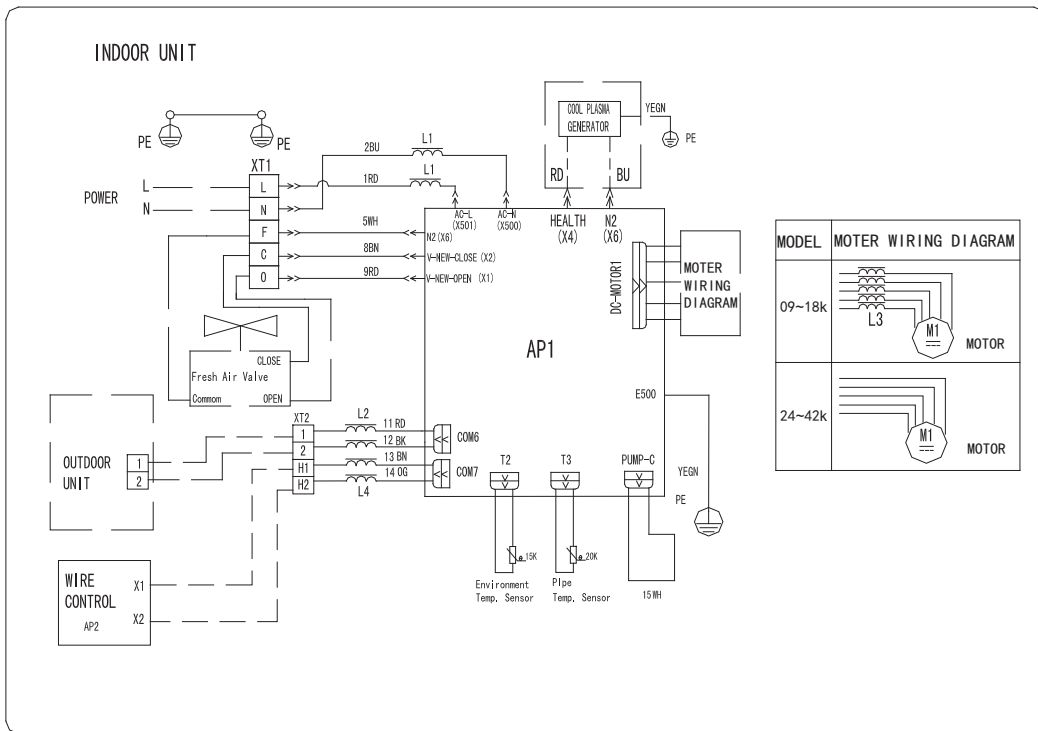 INDOOR UNIT
PE
PE
POWER
L
N
XT1
L
N
F
C
O
2BU
L1
1RD
L1
5WH
8BN
9RD
AC-L
(X501)
AC-N
(X500)
N2(X6)
V-NEW-CLOSE (X2)
V-NEW-OPEN (X1)
COOL PLASMA
GENERATOR
YEGN
PE
RD
BU
HEALTH
(X4)
N2
(X6)
DC-MOTOR1
MOTER
WIRING
DIAGRAM
AP1
E500
YEGN
PE
CLOSE
Fresh Air Valve
Commom
OPEN
OUTDOOR
UNIT
1
2
XT2
1
2
H1
H2
L2
11 RD
12 BK
13 BN
14 OG
L4
COM6
COM7
T2
T3
PUMP-C
θ 15K
θ 20K
Environment
Temp. Sensor
PIpe
Temp. Sensor
15WH
WIRE
CONTROL
AP2
X1
X2
MODEL MOTER WIRING DIAGRAM
09~18k
L3
M1
MOTOR
24~42k
M1
MOTOR